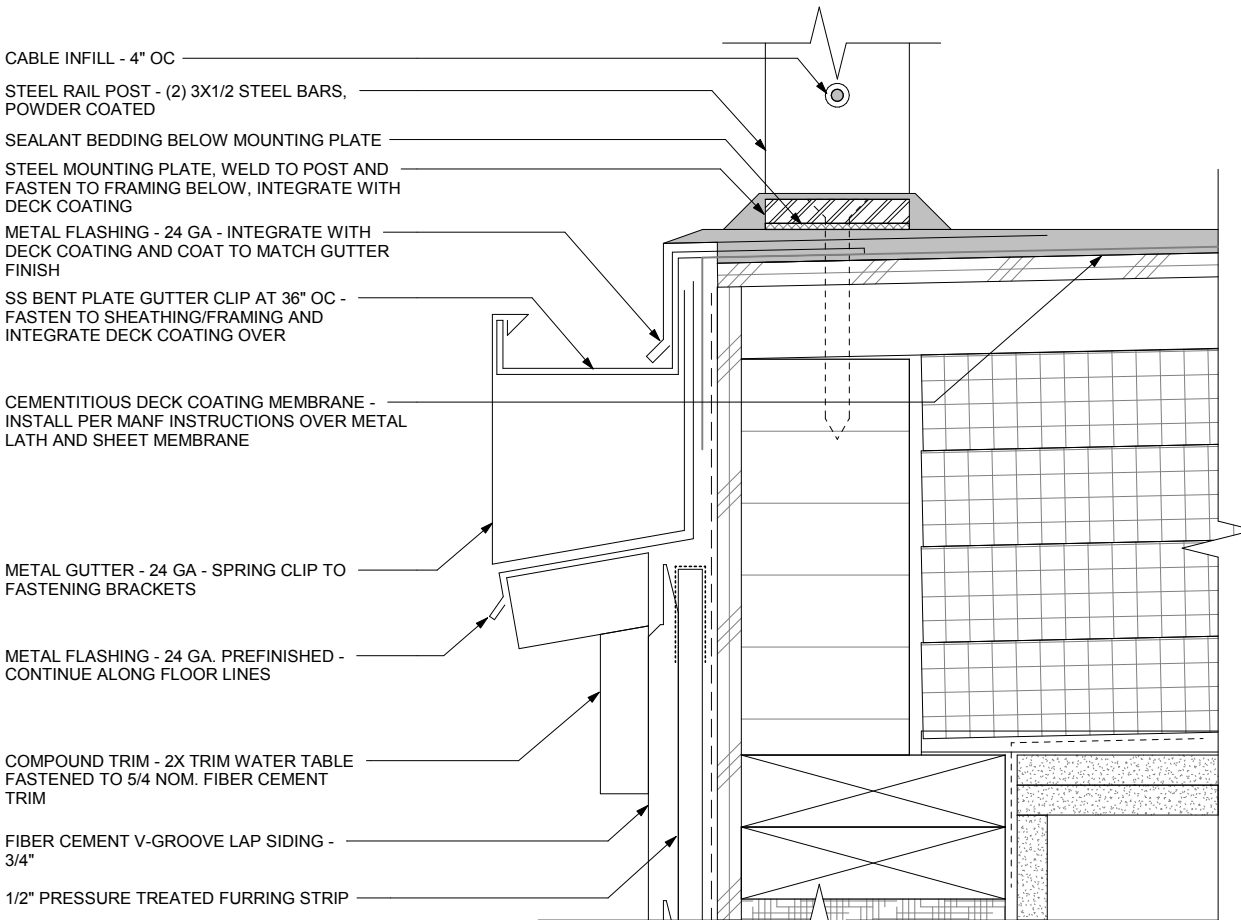 CABLE INFILL - 4" OC
STEEL RAIL POST - (2) 3X1/2 STEEL BARS,
POWDER COATED
SEALANT BEDDING BELOW MOUNTING PLATE
STEEL MOUNTING PLATE, WELD TO POST AND
FASTEN TO FRAMING BELOW, INTEGRATE WITH
DECK COATING
METAL FLASHING - 24 GA - INTEGRATE WITH
DECK COATING AND COAT TO MATCH GUTTER
FINISH
SS BENT PLATE GUTTER CLIP AT 36" OC -
FASTEN TO SHEATHING/FRAMING AND
INTEGRATE DECK COATING OVER
CEMENTITIOUS DECK COATING MEMBRANE -
INSTALL PER MANF INSTRUCTIONS OVER METAL
LATH AND SHEET MEMBRANE
METAL GUTTER - 24 GA - SPRING CLIP TO
FASTENING BRACKETS
METAL FLASHING - 24 GA. PREFINISHED -
CONTINUE ALONG FLOOR LINES
COMPOUND TRIM - 2X TRIM WATER TABLE
FASTENED TO 5/4 NOM. FIBER CEMENT
TRIM
FIBER CEMENT V-GROOVE LAP SIDING -
3/4"
1/2" PRESSURE TREATED FURRING STRIP